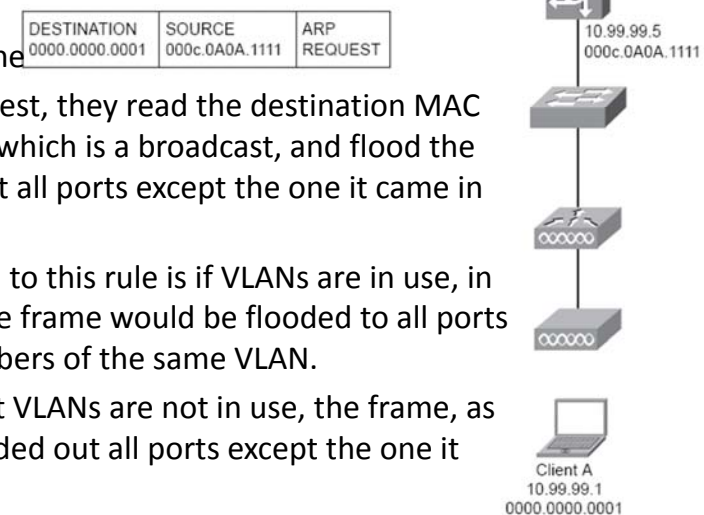 DESTINATION SOURCE ARP
0000.0000.0001 000c.0A0A.1111 REQUEST
10.99.99.5
000c.0A0A.1111
est, they read the destination MAC
which is a broadcast, and flood the
t all ports except the one it came in
to this rule is if VLANs are in use, in
e frame would be flooded to all ports
bers of the same VLAN.
t VLANs are not in use, the frame, as
ded out all ports except the one it
Client A
10.99.99.1
0000.0000.0001